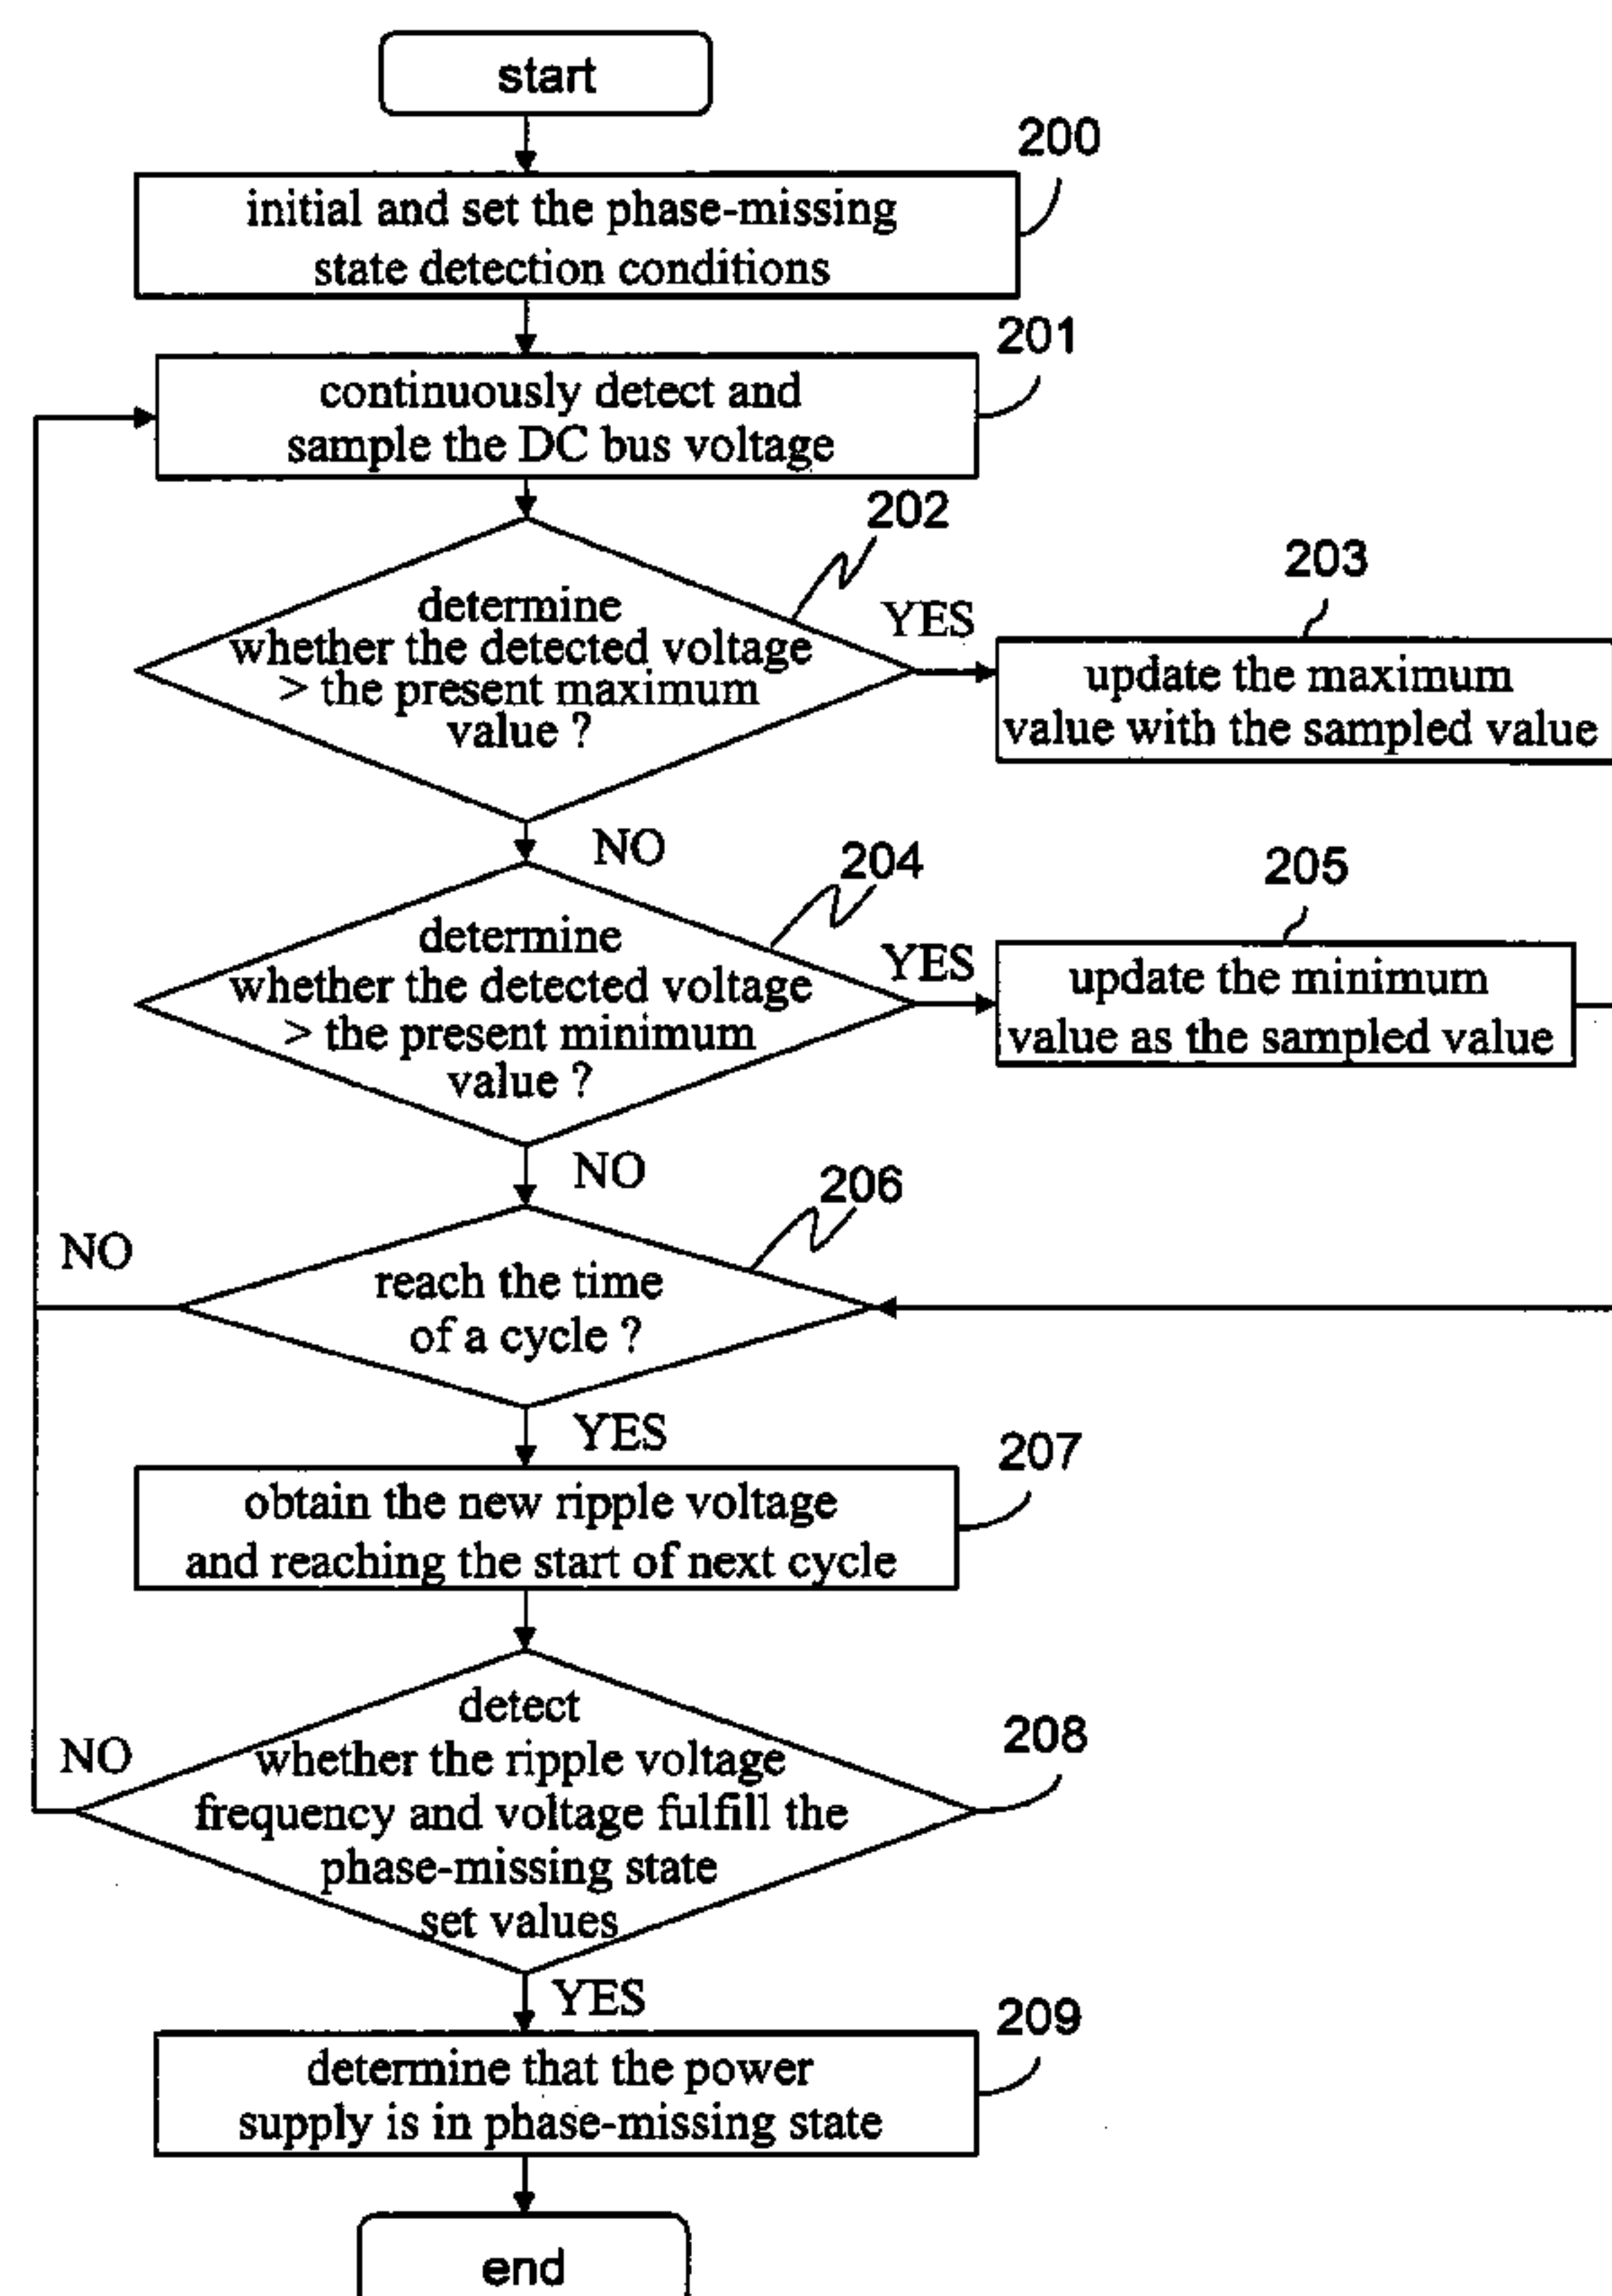 start
200
initial and set the phase-missing
state detection conditions
201
continuously detect and
sample the DC bus voltage
202
determine
whether the detected voltage
> the present maximum
value ?
YES
203
update the maximum
value with the sampled value
NO
204
determine
whether the detected voltage
> the present minimum
value ?
YES
205
update the minimum
value as the sampled value
NO
206
NO
reach the time
of a cycle ?
YES
207
obtain the new ripple voltage
and reaching the start of next cycle
208
NO
detect
whether the ripple voltage
frequency and voltage fulfill the
phase-missing state
set values
YES
209
determine that the power
supply is in phase-missing state
end